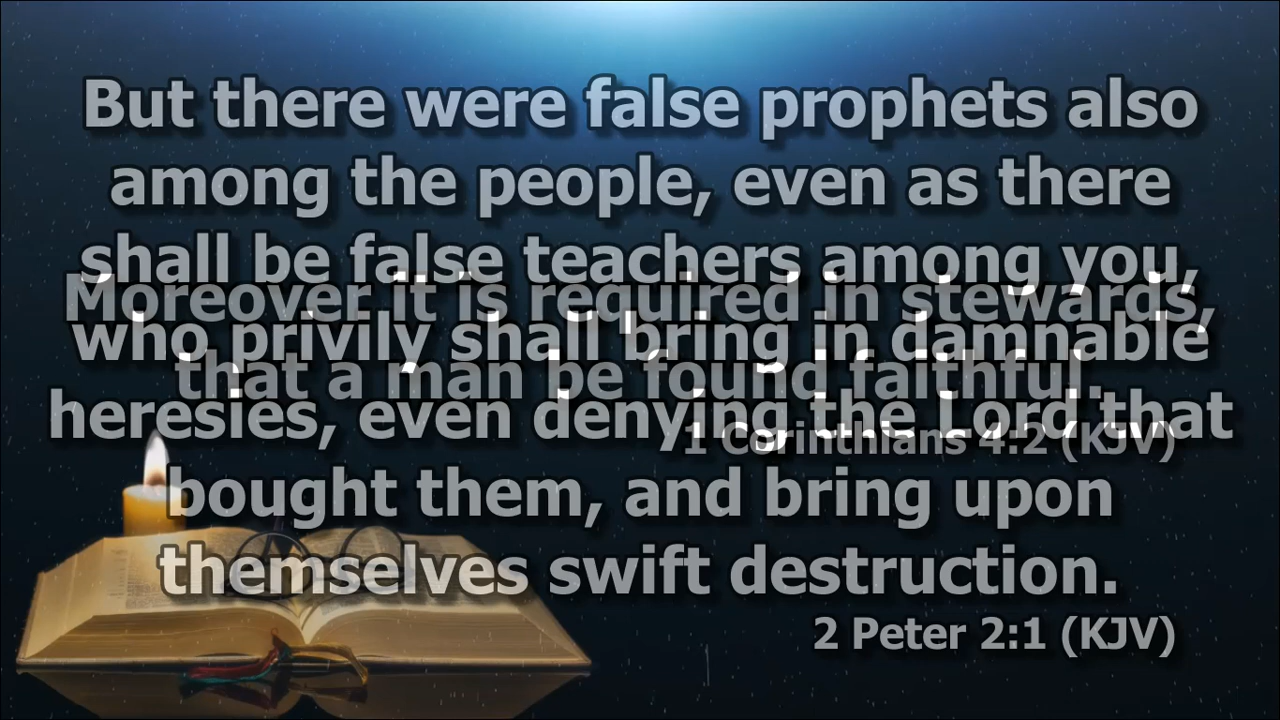 But there were false prophets also
among the people, even as there
shall be false teachers among you,
who privily shall bring in damnable
heresies, even denying the Lord that
bought them, and bring upon
themselves swift destruction.
2 Peter 2:1 (KJV)
Moreover it is required in stewards,
that a man be found faithful.
1 Corinthians 4:2 (KJV)